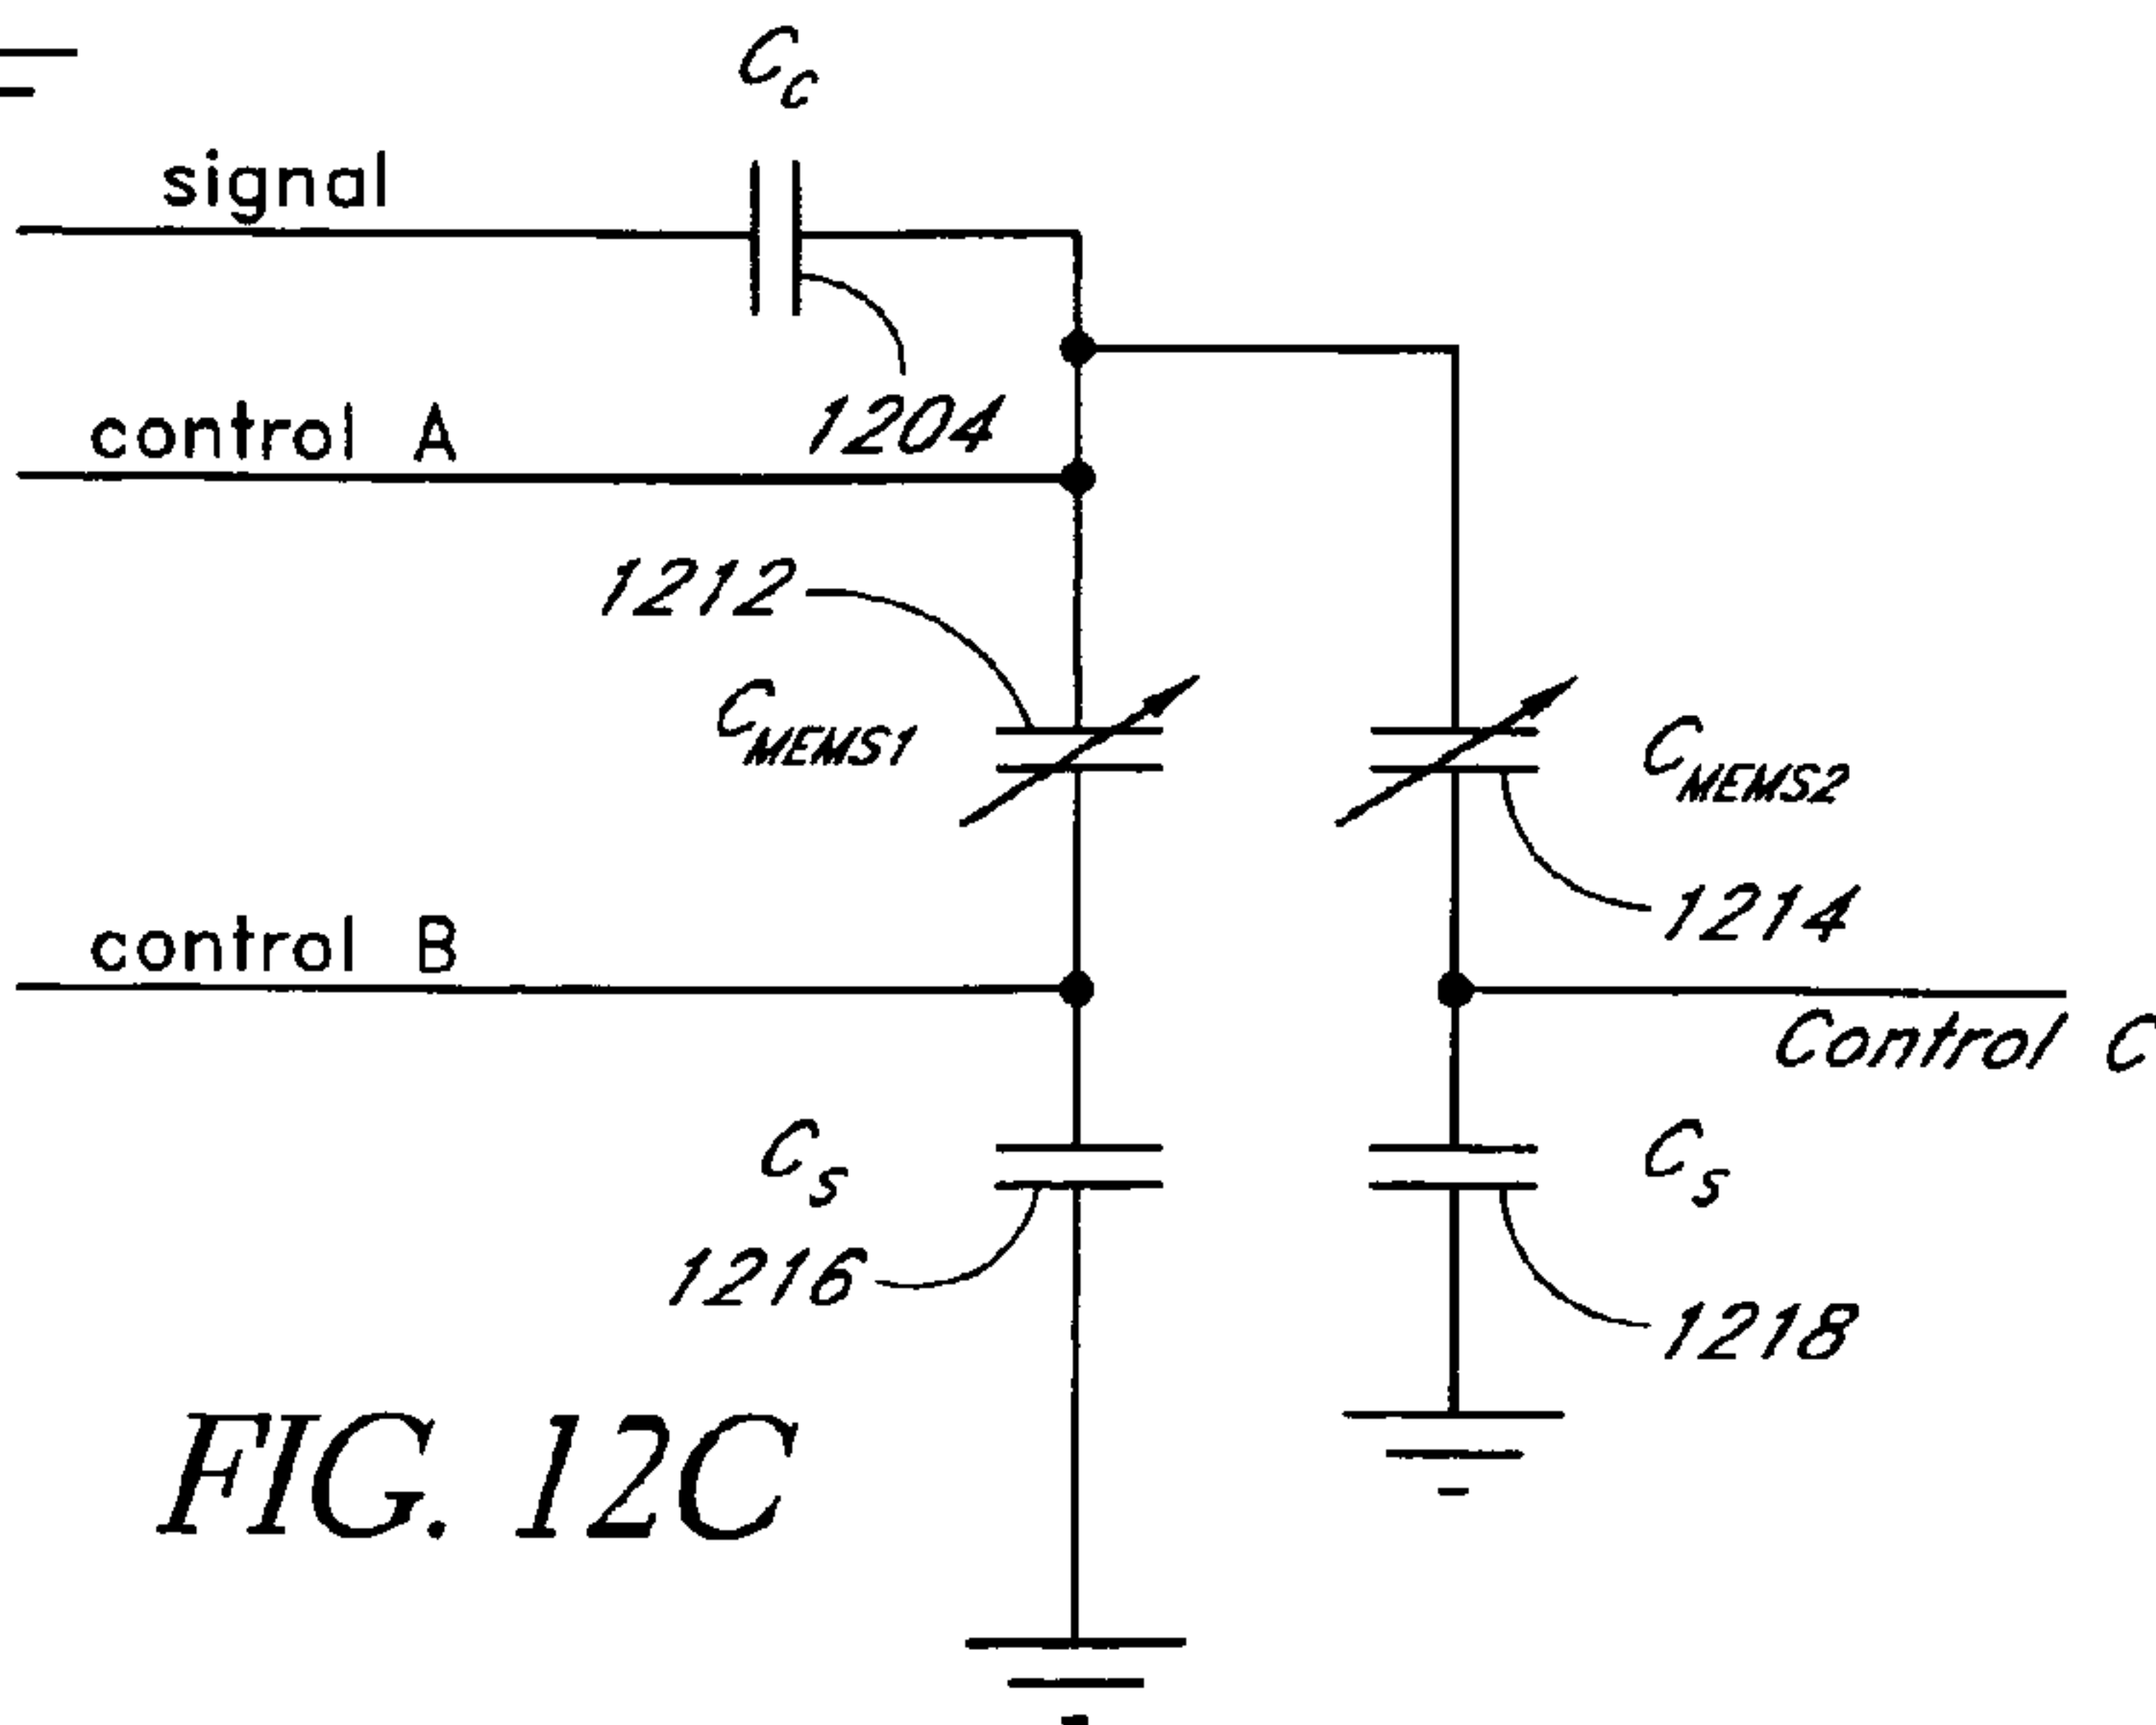 C_C
signal
1204
control A
1212
C_MEMS1
C_MEMS2
1214
control B
Control C
C_S
C_S
1216
1218
FIG. 12C